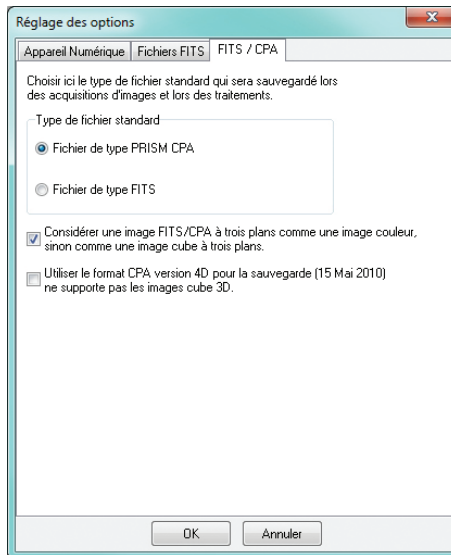 Réglage des options
X
Appareil Numérique Fichiers FITS FITS / CPA
Choisir ici le type de fichier standard qui sera sauvegardé lors
des acquisitions d'images et lors des traitements.
Type de fichier standard
Fichier de type PRISM CPA
Fichier de type FITS
Considérer une image FITS/CPA à trois plans comme une image couleur,
sinon comme une image cube à trois plans.
Utiliser le format CPA version 4D pour la sauvegarde (15 Mai 2010)
ne supporte pas les images cube 3D.
OK Annuler